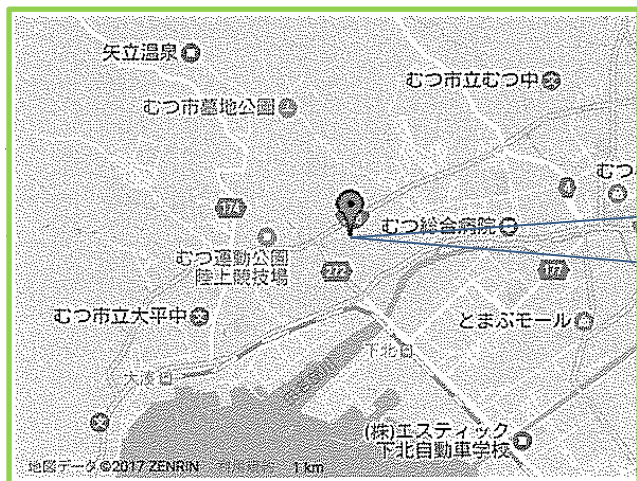 矢立温泉
むつ市立むつ中
むつ市墓地公園
むつ
4
174
むつ総合病院
むつ運動公園
陸上競技場
272
177
むつ市立大平中
とまぶモール
下北
大湊
(株)エスティック
下北自動車学校
地図データ ©2017 ZENRIN
1 km